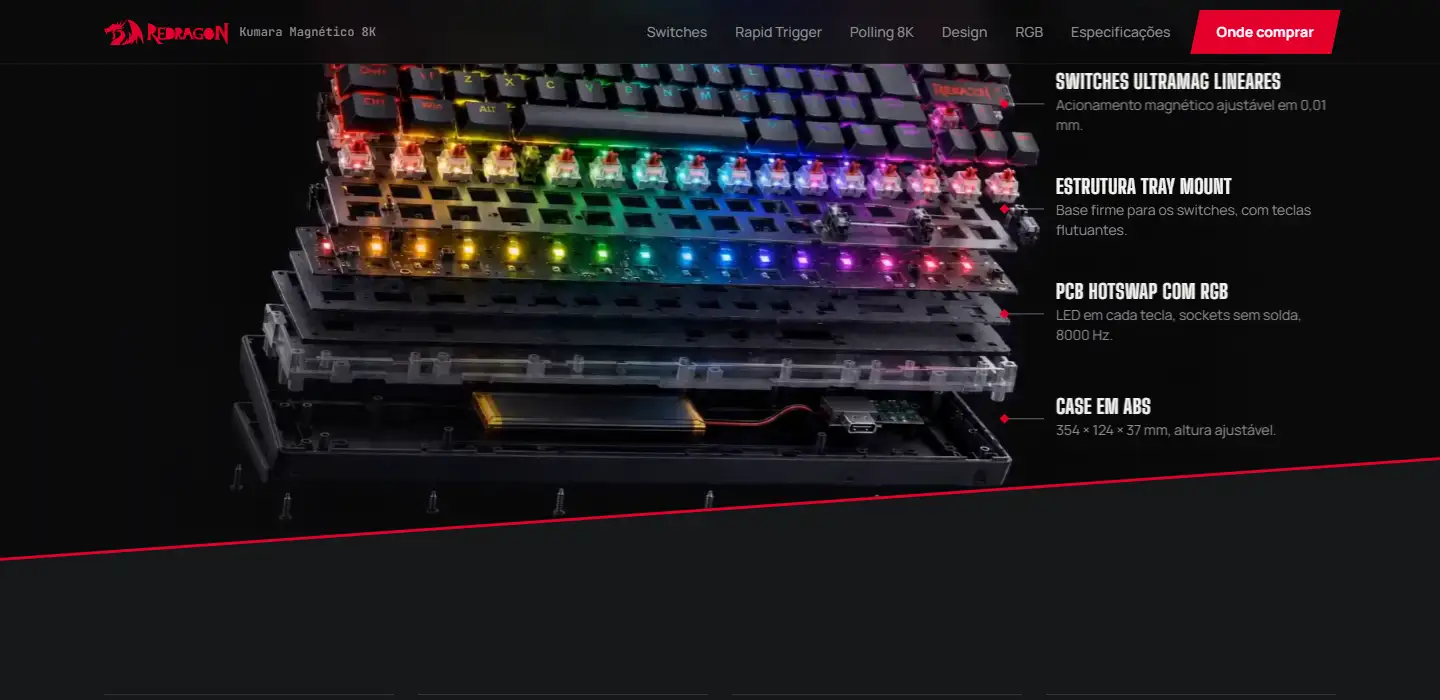 REDRAGON Kumara Magnético 8K
Switches Rapid Trigger Polling 8K Design RGB Especificações Onde comprar
SWITCHES ULTRAMAG LINEARES
Acionamento magnético ajustável em 0,01
mm.
ESTRUTURA TRAY MOUNT
Base firme para os switches, com teclas
flutuantes.
PCB HOTSWAP COM RGB
LED em cada tecla, sockets sem solda,
8000 Hz.
CASE EM ABS
354 × 124 × 37 mm, altura ajustável.
Z X C V B N M
Ctrl Win Alt